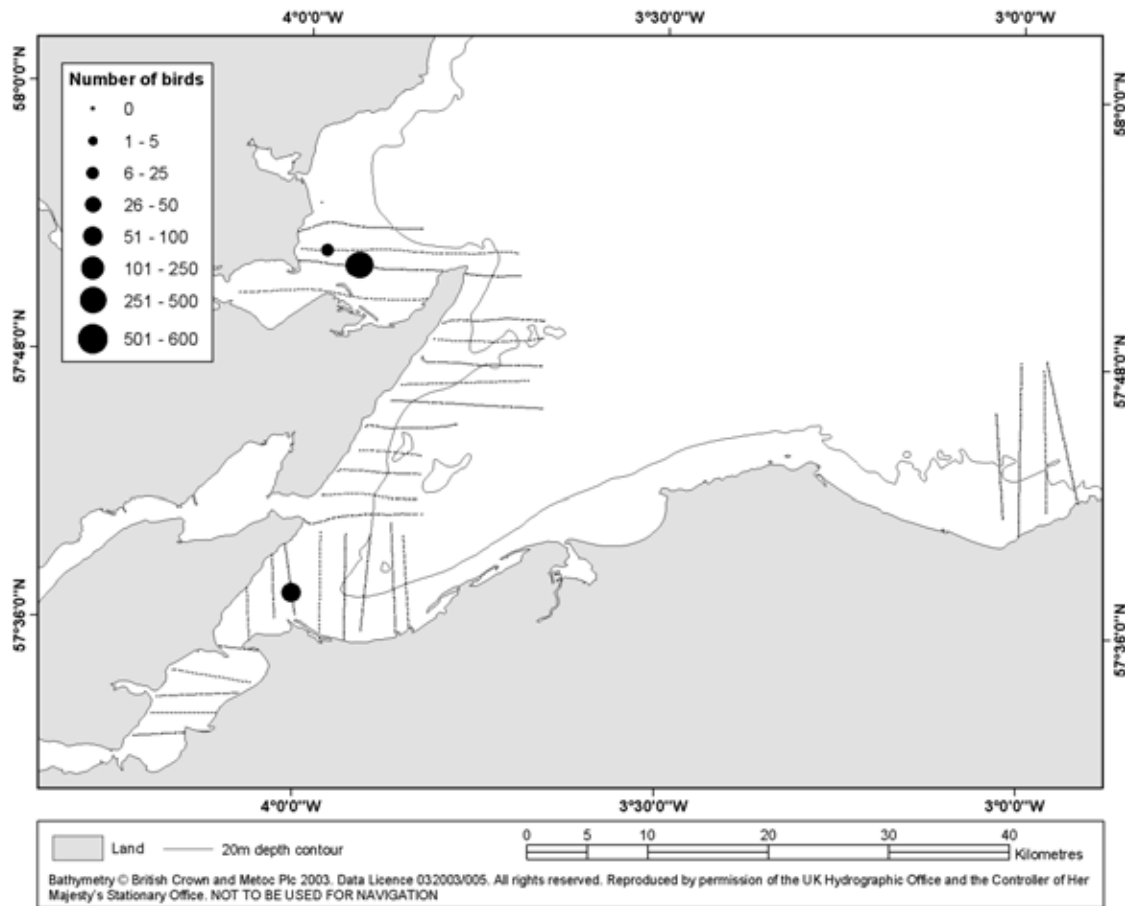 4°0'0"W 3°30'0"W 3°0'0"W
58°0'0"N
57°48'0"N
57°36'0"N
Number of birds
0
1 - 5
6 - 25
26 - 50
51 - 100
101 - 250
251 - 500
501 - 600
58°0'0"N
57°48'0"N
57°36'0"N
4°0'0"W 3°30'0"W 3°0'0"W
Land 20m depth contour
0 5 10 20 30 40
Kilometres
Bathymetry © British Crown and Metoc Plc 2003. Data Licence 032003/005. All rights reserved. Reproduced by permission of the UK Hydrographic Office and the Controller of Her
Majesty's Stationary Office. NOT TO BE USED FOR NAVIGATION